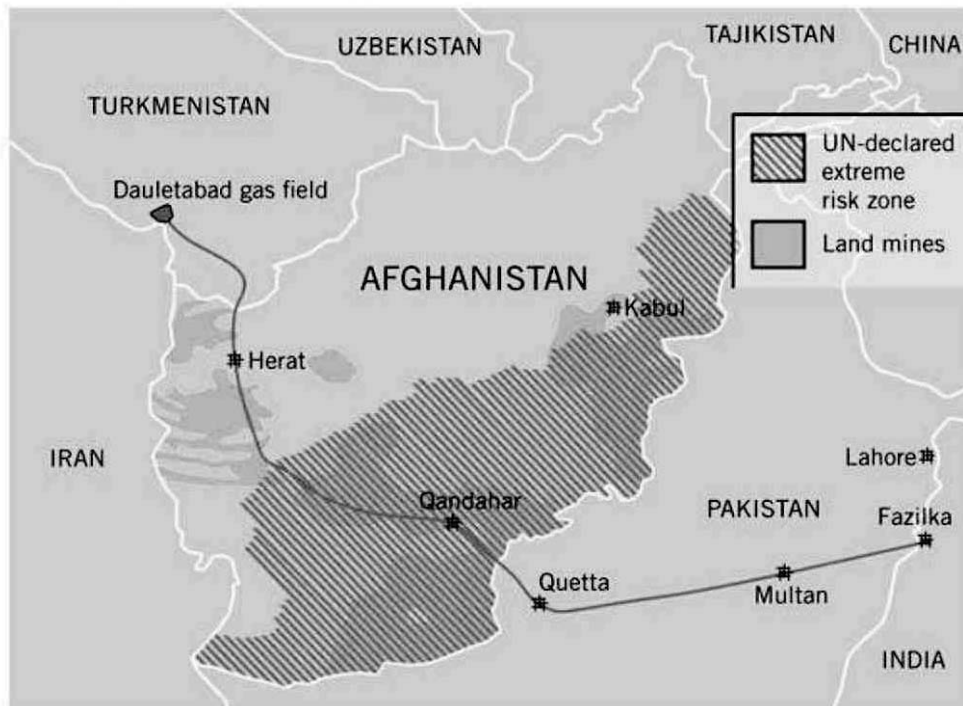 UZBEKISTAN
TAJIKISTAN
CHINA
TURKMENISTAN
UN-declared
extreme
risk zone
Land mines
Dauletabad gas field
AFGHANISTAN
Kabul
Herat
IRAN
Lahore
Qandahar
PAKISTAN
Fazilka
Quetta
Multan
INDIA